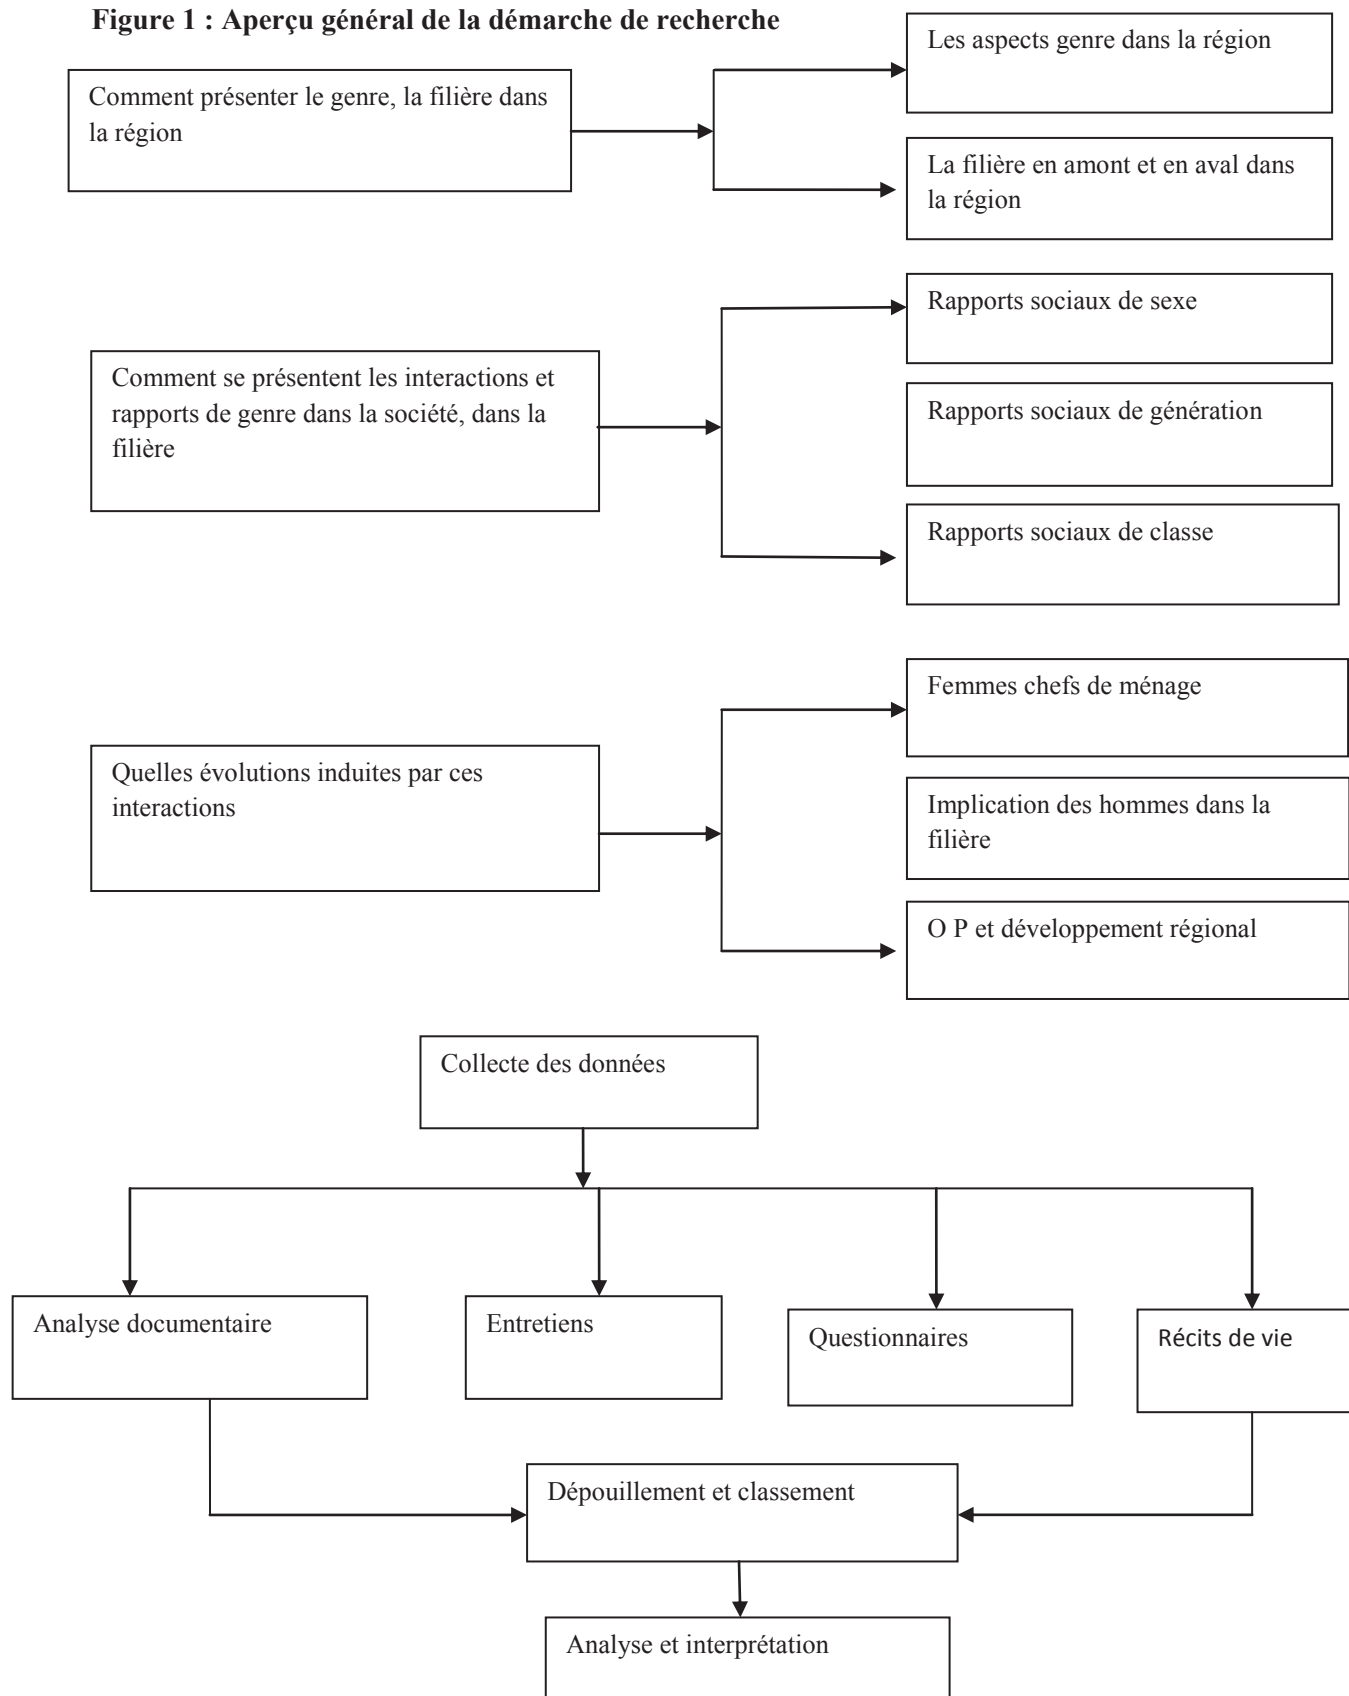 Figure 1 : Aperçu général de la démarche de recherche
Comment présenter le genre, la filière dans
la région
Les aspects genre dans la région
La filière en amont et en aval dans
la région
Comment se présentent les interactions et
rapports de genre dans la société, dans la
filière
Rapports sociaux de sexe
Rapports sociaux de génération
Rapports sociaux de classe
Quelles évolutions induites par ces
interactions
Femmes chefs de ménage
Implication des hommes dans la
filière
O P et développement régional
Collecte des données
Analyse documentaire
Entretiens
Questionnaires
Récits de vie
Dépouillement et classement
Analyse et interprétation